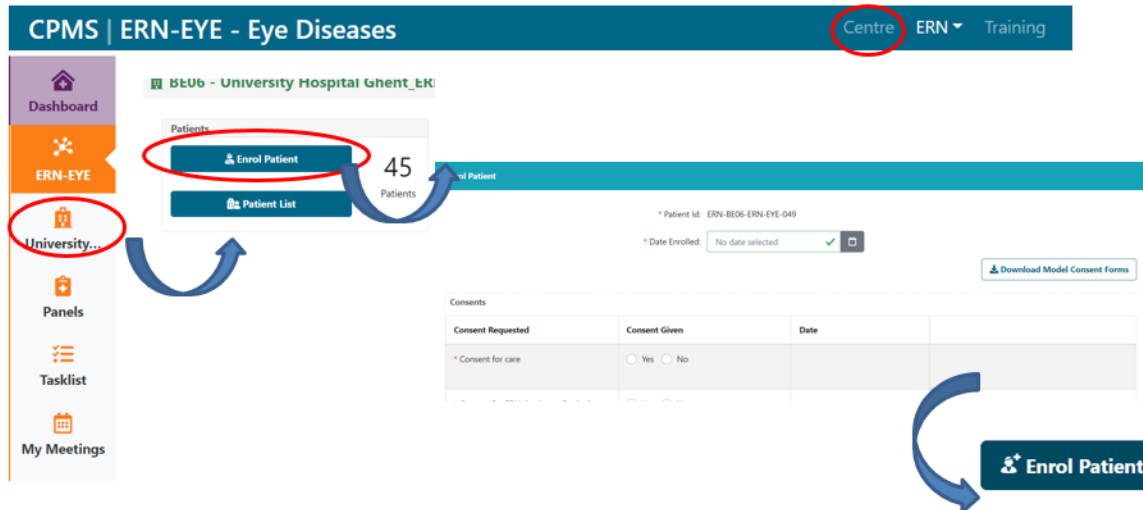 CPMS | ERN-EYE - Eye Diseases
Centre ERN Training
Dashboard
ERN-EYE
University...
Panels
Tasklist
My Meetings
BE06 - University Hospital Ghent_ER
Patients
Enrol Patient
45
Patients
Patient List
rol Patient
* Patient Id: ERN-BE06-ERN-EYE-049
* Date Enrolled: No date selected
Download Model Consent Forms
Consents
Consent Requested Consent Given Date
* Consent for care Yes No
Enrol Patient